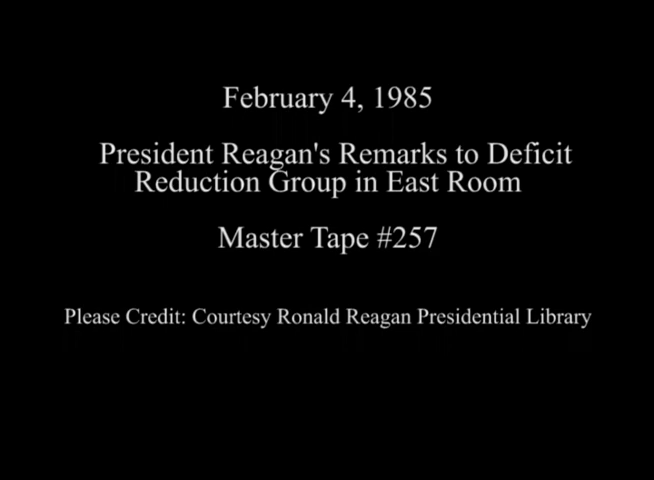 February 4, 1985
President Reagan's Remarks to Deficit
Reduction Group in East Room
Master Tape #257
Please Credit: Courtesy Ronald Reagan Presidential Library